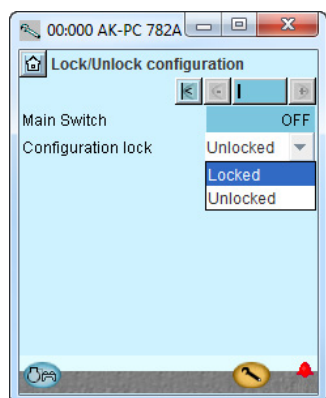 00:000 AK-PC 782A
Lock/Unlock configuration
Main Switch OFF
Configuration lock Unlocked
Locked
Unlocked